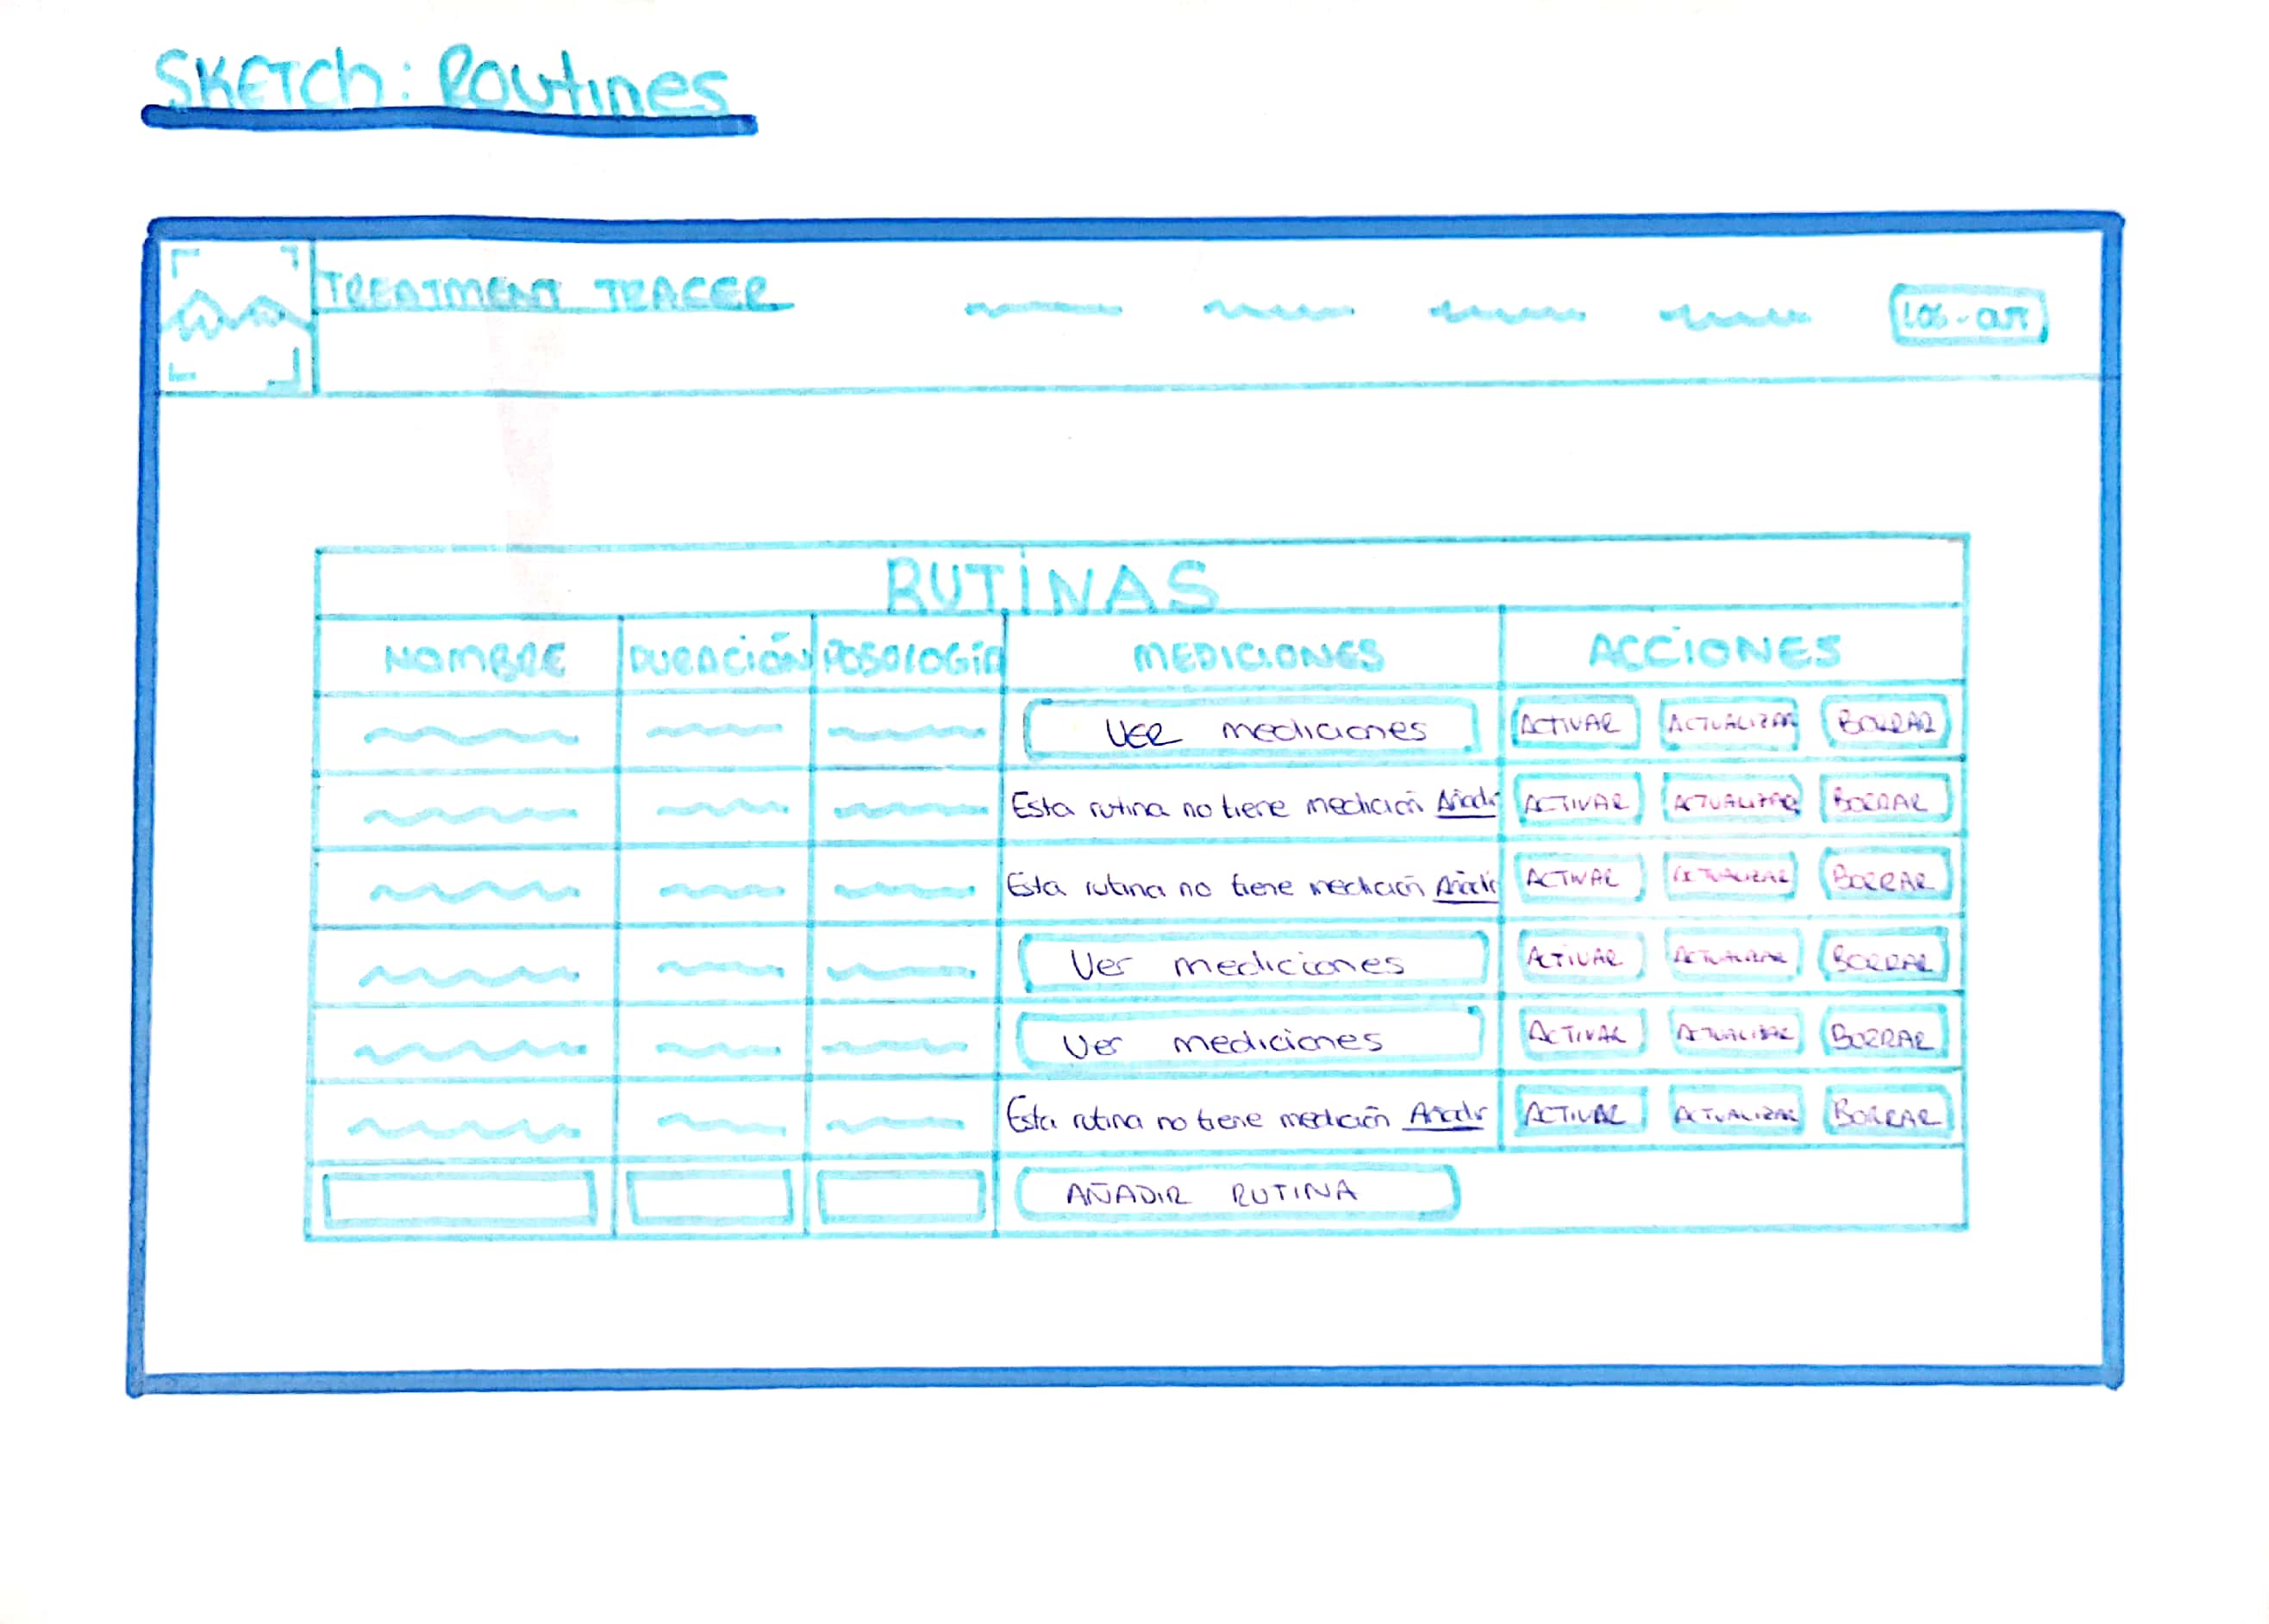 SKETCh: Routines
TREATMENT TRACER
LOG-OUT
RUTINAS
NOMBRE DURACIÓN POSOLOGÍA MEDICIONES ACCIONES
VER mediciones ACTIVAR ACTUALIZAR BORRAR
Esta rutina no tiene medición Añadir ACTIVAR ACTUALIZAR BORRAR
Esta rutina no tiene medición Añadir ACTIVAR ACTUALIZAR BORRAR
Ver mediciones ACTIVAR ACTUALIZAR BORRAR
Ver mediciones ACTIVAR ACTUALIZAR BORRAR
Esta rutina no tiene medición Añadir ACTIVAR ACTUALIZAR BORRAR
AÑADIR RUTINA